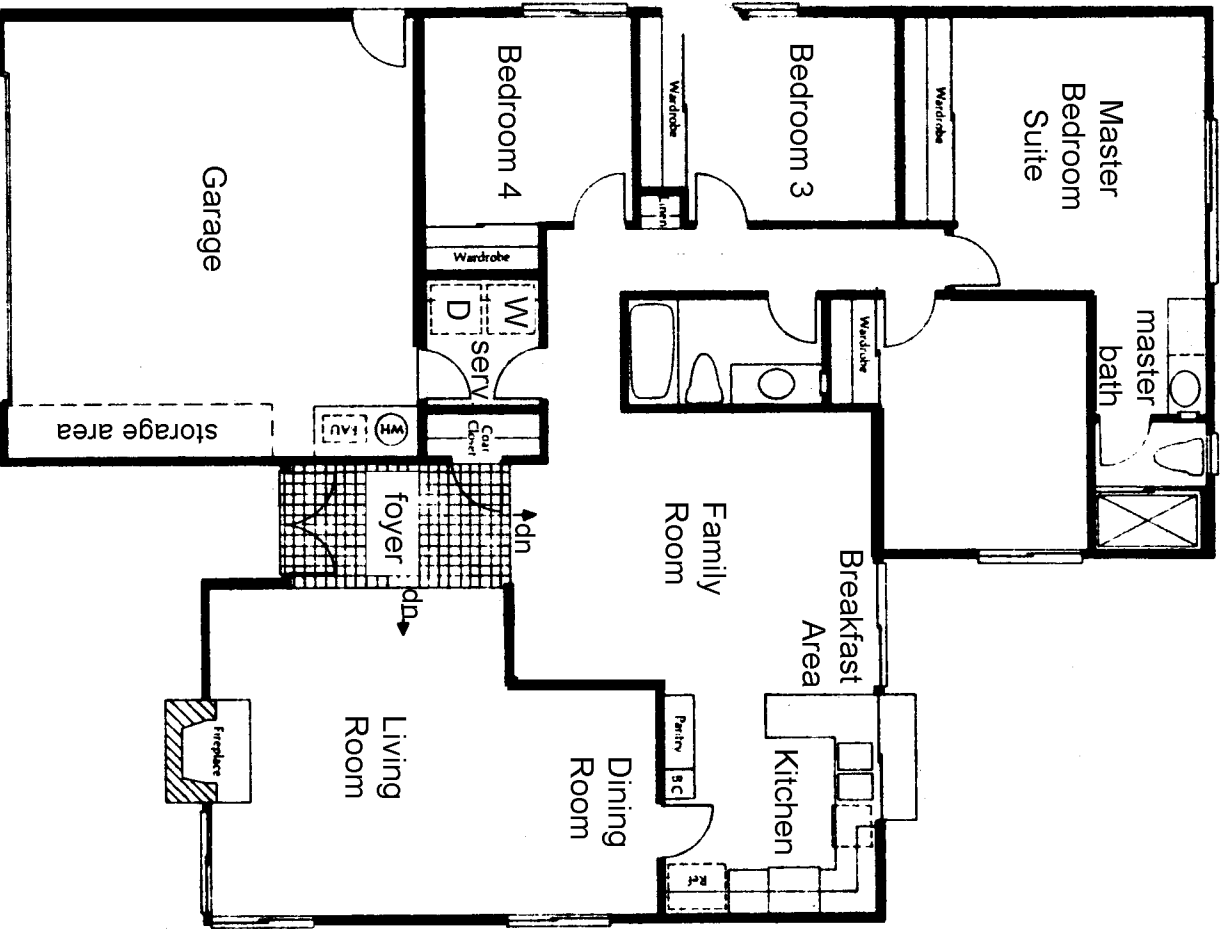 Bedroom 4
Wardrobe
Bedroom 3
Wardrobe
Master
Bedroom
Suite
Garage
Linen
Wardrobe
W
D
serv
Wardrobe
master
bath
storage area
FAU
WH
Coat
Closet
foyer
dn
dn
Family
Room
Breakfast
Area
Living
Room
Fireplace
Dining
Room
Pantry
BC
Kitchen
Ref.